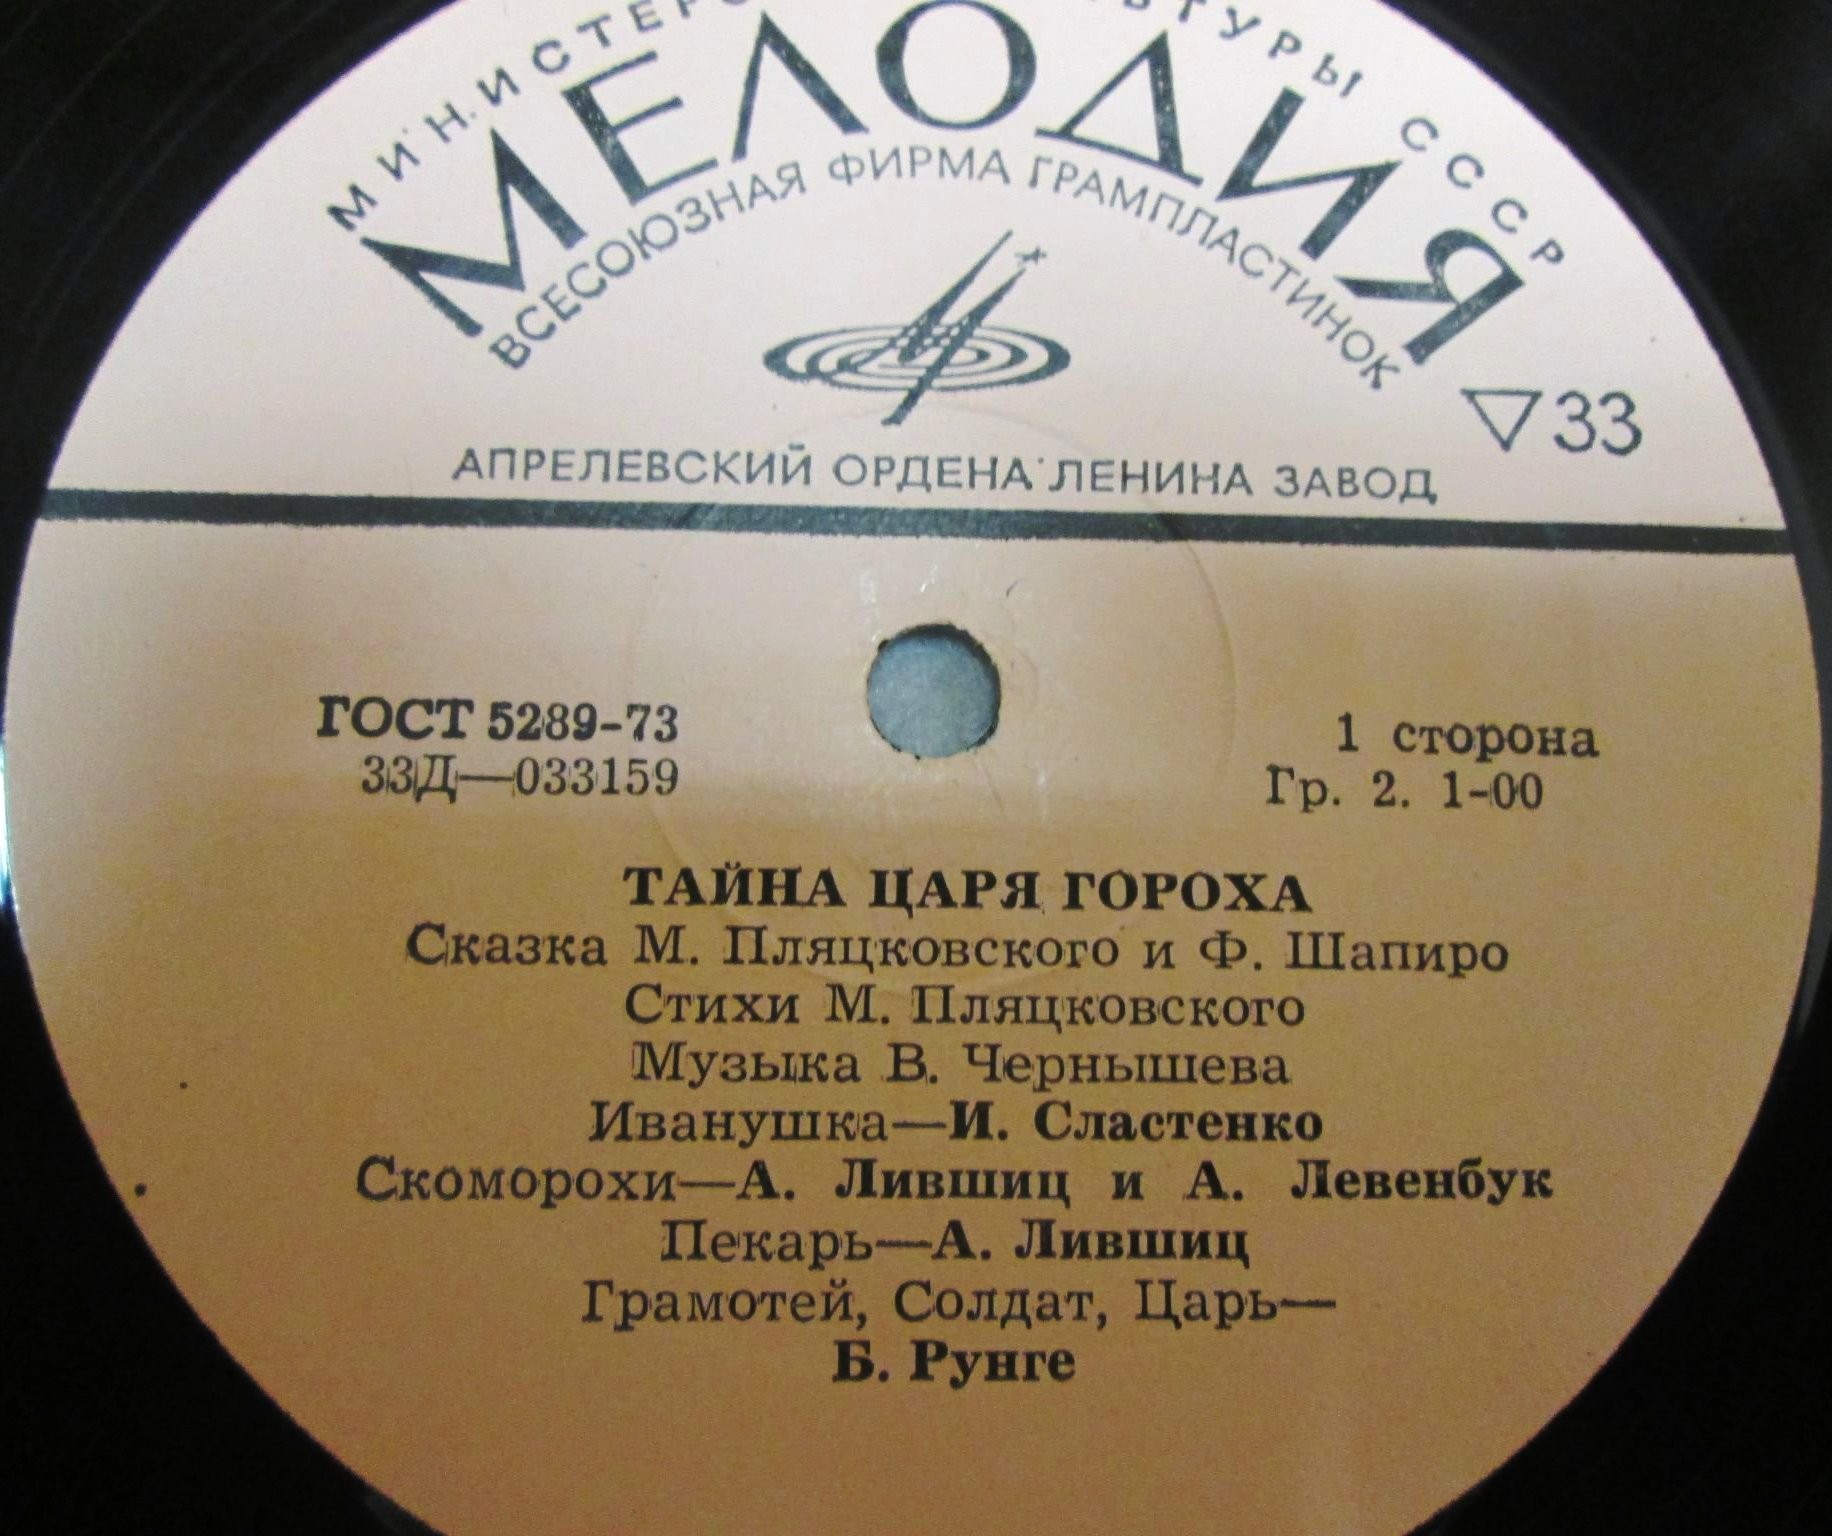 СССР
МЕЛОДИЯ
ВСЕСОЮЗНАЯ ФИРМА ГРАМПЛАСТИНОК
33
АПРЕЛЕВСКИЙ ОРДЕНА ЛЕНИНА ЗАВОД
ГОСТ 5289-73
33Д—033159
1 сторона
Гр. 2. 1-00
ТАЙНА ЦАРЯ ГОРОХА
Сказка М. Пляцковского и Ф. Шапиро
Стихи М. Пляцковского
Музыка В. Чернышева
Иванушка—И. Сластенко
Скоморохи—А. Лившиц и А. Левенбук
Пекарь—А. Лившиц
Грамотей, Солдат, Царь—
Б. Рунге